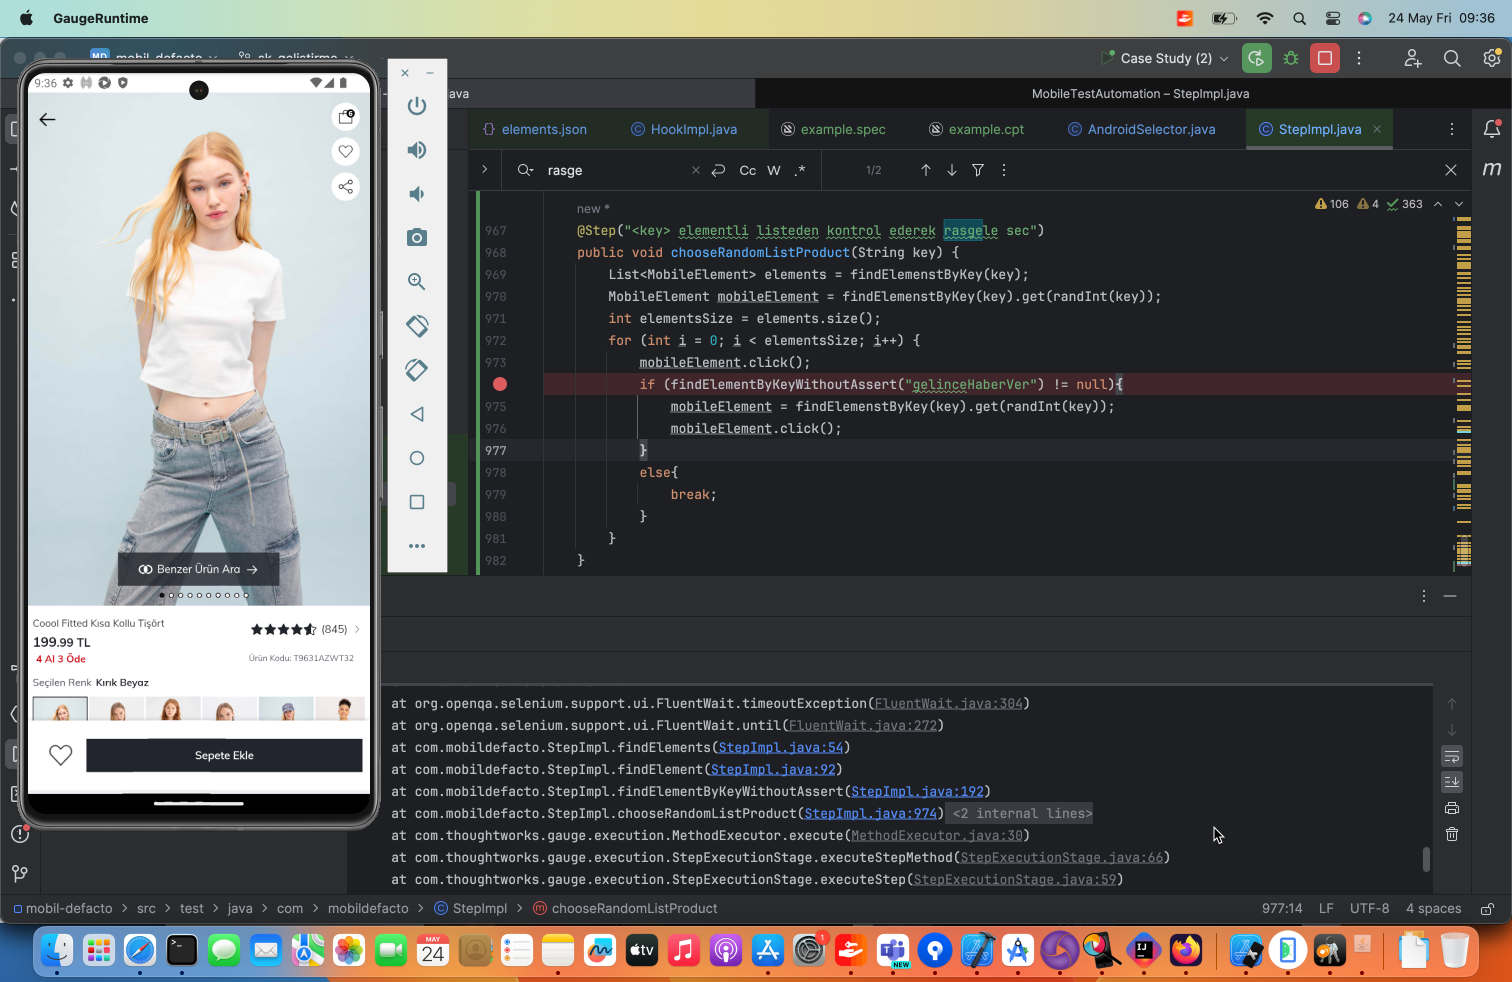 GaugeRuntime
24 May Fri 09:36
MD mobil_defacto
sk_gelistirme
Case Study (2)
ava
MobileTestAutomation – StepImpl.java
elements.json
HookImpl.java
example.spec
example.cpt
AndroidSelector.java
StepImpl.java
rasge
Cc W .*
1/2
106 4 363
new *
967 @Step("<key> elementli listeden kontrol ederek rasgele sec")
968 public void chooseRandomListProduct(String key) {
969 List<MobileElement> elements = findElemenstByKey(key);
970 MobileElement mobileElement = findElemenstByKey(key).get(randInt(key));
971 int elementsSize = elements.size();
972 for (int i = 0; i < elementsSize; i++) {
973 mobileElement.click();
if (findElementByKeyWithoutAssert("gelinceHaberVer") != null){
975 mobileElement = findElemenstByKey(key).get(randInt(key));
976 mobileElement.click();
977 }
978 else{
979 break;
980 }
981 }
982 }
9:36
6
Benzer Ürün Ara
Coool Fitted Kısa Kollu Tişört
199.99 TL
(845)
4 Al 3 Öde
Ürün Kodu: T9631AZWT32
Seçilen Renk Kırık Beyaz
Sepete Ekle
at org.openqa.selenium.support.ui.FluentWait.timeoutException(FluentWait.java:304)
at org.openqa.selenium.support.ui.FluentWait.until(FluentWait.java:272)
at com.mobildefacto.StepImpl.findElements(StepImpl.java:54)
at com.mobildefacto.StepImpl.findElement(StepImpl.java:92)
at com.mobildefacto.StepImpl.findElementByKeyWithoutAssert(StepImpl.java:192)
at com.mobildefacto.StepImpl.chooseRandomListProduct(StepImpl.java:974) <2 internal lines>
at com.thoughtworks.gauge.execution.MethodExecutor.execute(MethodExecutor.java:30)
at com.thoughtworks.gauge.execution.StepExecutionStage.executeStepMethod(StepExecutionStage.java:66)
at com.thoughtworks.gauge.execution.StepExecutionStage.executeStep(StepExecutionStage.java:59)
mobil-defacto > src > test > java > com > mobildefacto > StepImpl > chooseRandomListProduct
977:14 LF UTF-8 4 spaces
MAY
24
tv
1
NEW
IJ